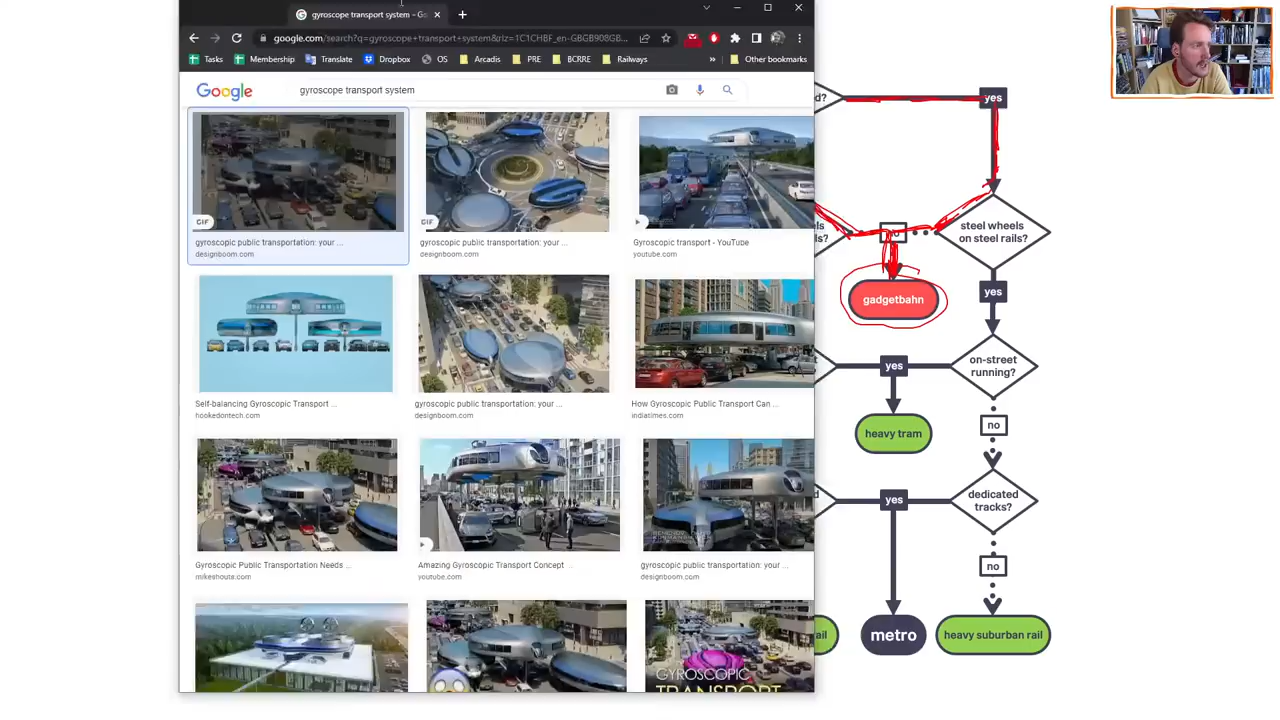 gyroscope transport system - Go
google.com/search?q=gyroscope+transport+system&rlz=1C1CHBF_en-GBGB908GB...
Tasks
Membership
Translate
Dropbox
OS
Arcadis
PRE
BCRRE
Railways
»
Other bookmarks
Google
gyroscope transport system
GIF
gyroscopic public transportation: your ...
designboom.com
GIF
gyroscopic public transportation: your ...
designboom.com
Gyroscopic transport - YouTube
youtube.com
Self-balancing Gyroscopic Transport ...
hookedontech.com
gyroscopic public transportation: your ...
designboom.com
How Gyroscopic Public Transport Can ...
indiatimes.com
Gyroscopic Public Transportation Needs ...
mikeshouts.com
Amazing Gyroscopic Transport Concept ...
youtube.com
gyroscopic public transportation: your ...
designboom.com
GYROSCOPIC
TRANSPORT
d?
yes
els
ls?
no
steel wheels
on steel rails?
gadgetbahn
yes
t
yes
on-street
running?
heavy tram
no
d
yes
dedicated
tracks?
no
ail
metro
heavy suburban rail